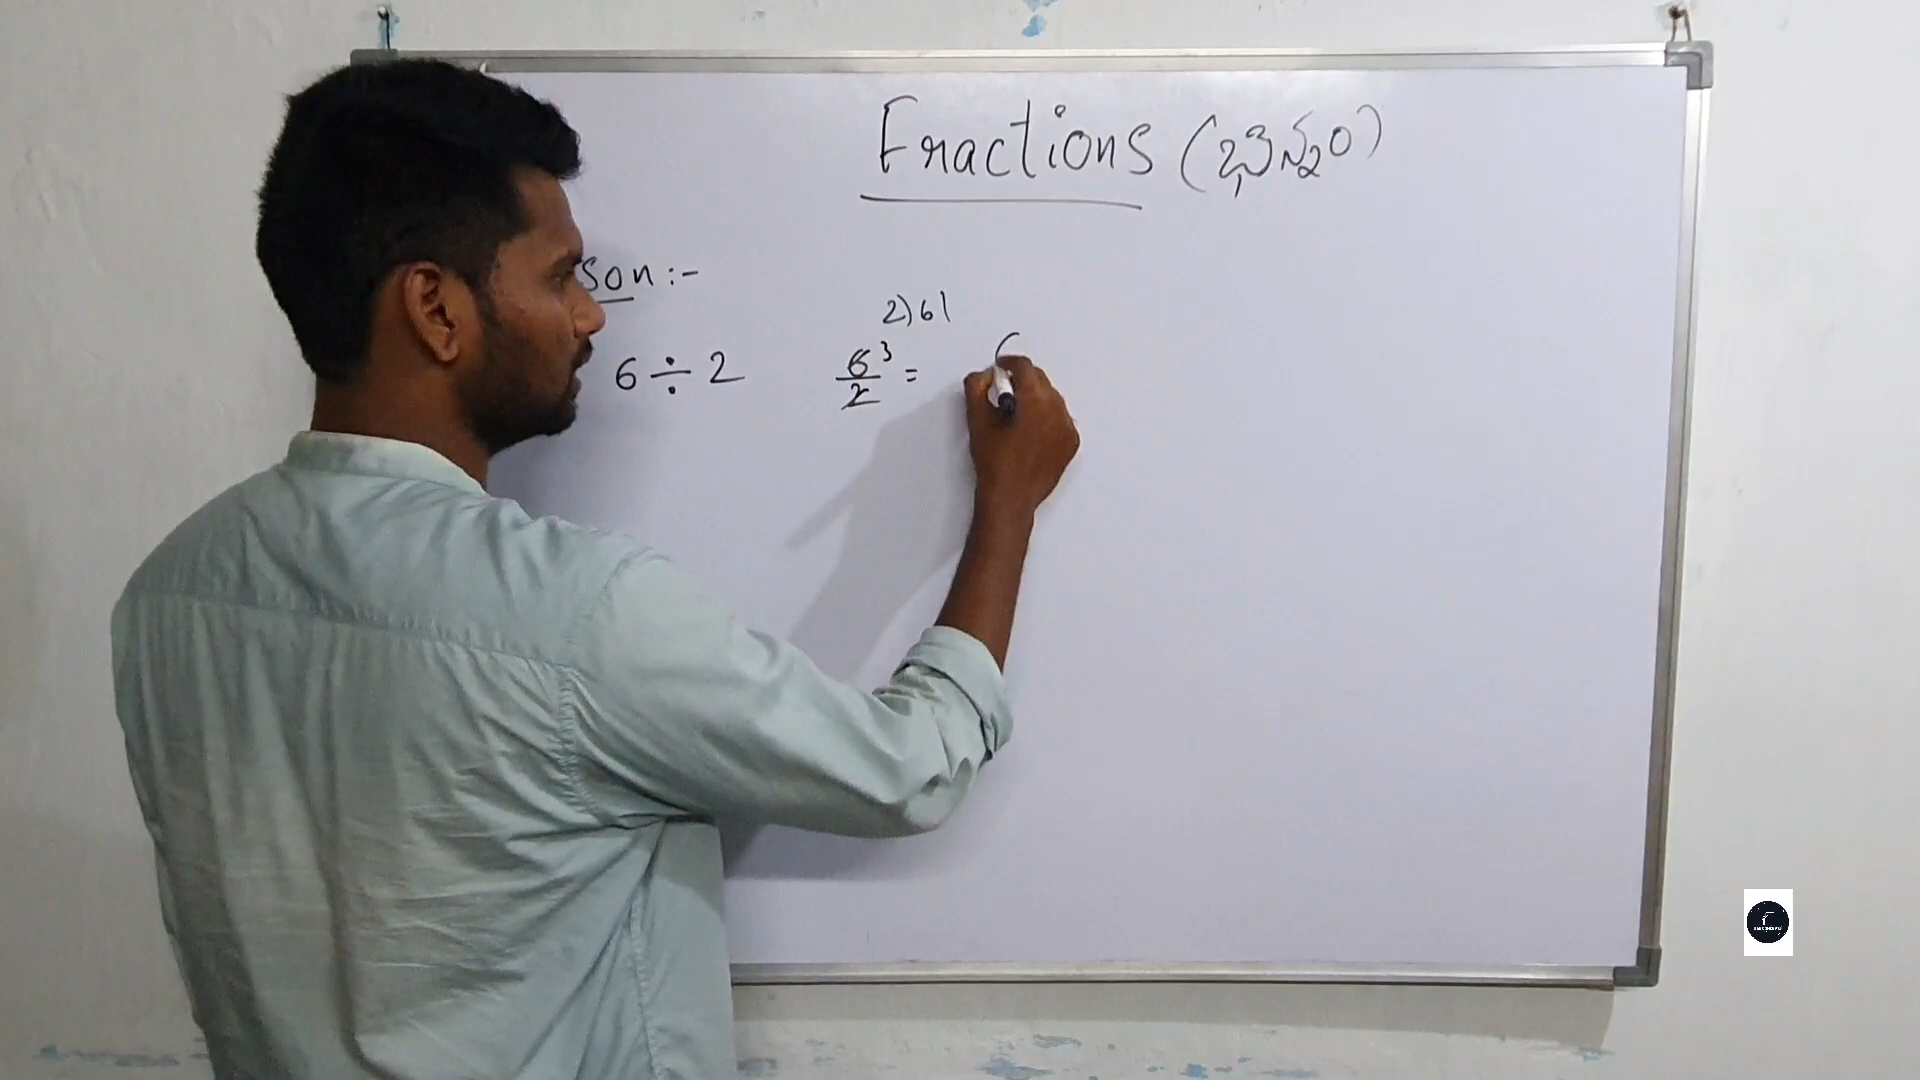 Fractions (భిన్నం)
son :-
2)6(
6 ÷ 2 6/2 3 =